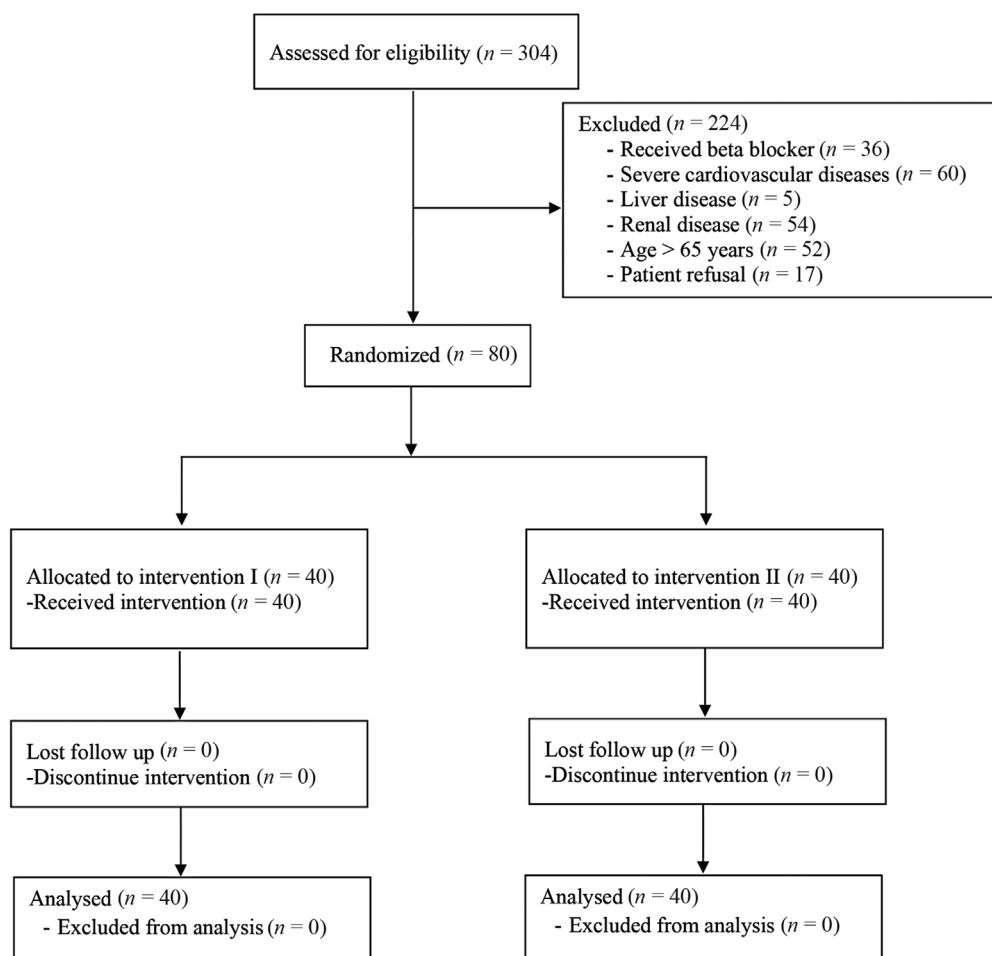 Assessed for eligibility (n = 304)
Excluded (n = 224)
- Received beta blocker (n = 36)
- Severe cardiovascular diseases (n = 60)
- Liver disease (n = 5)
- Renal disease (n = 54)
- Age > 65 years (n = 52)
- Patient refusal (n = 17)
Randomized (n = 80)
Allocated to intervention I (n = 40)
-Received intervention (n = 40)
Allocated to intervention II (n = 40)
-Received intervention (n = 40)
Lost follow up (n = 0)
-Discontinue intervention (n = 0)
Lost follow up (n = 0)
-Discontinue intervention (n = 0)
Analysed (n = 40)
- Excluded from analysis (n = 0)
Analysed (n = 40)
- Excluded from analysis (n = 0)